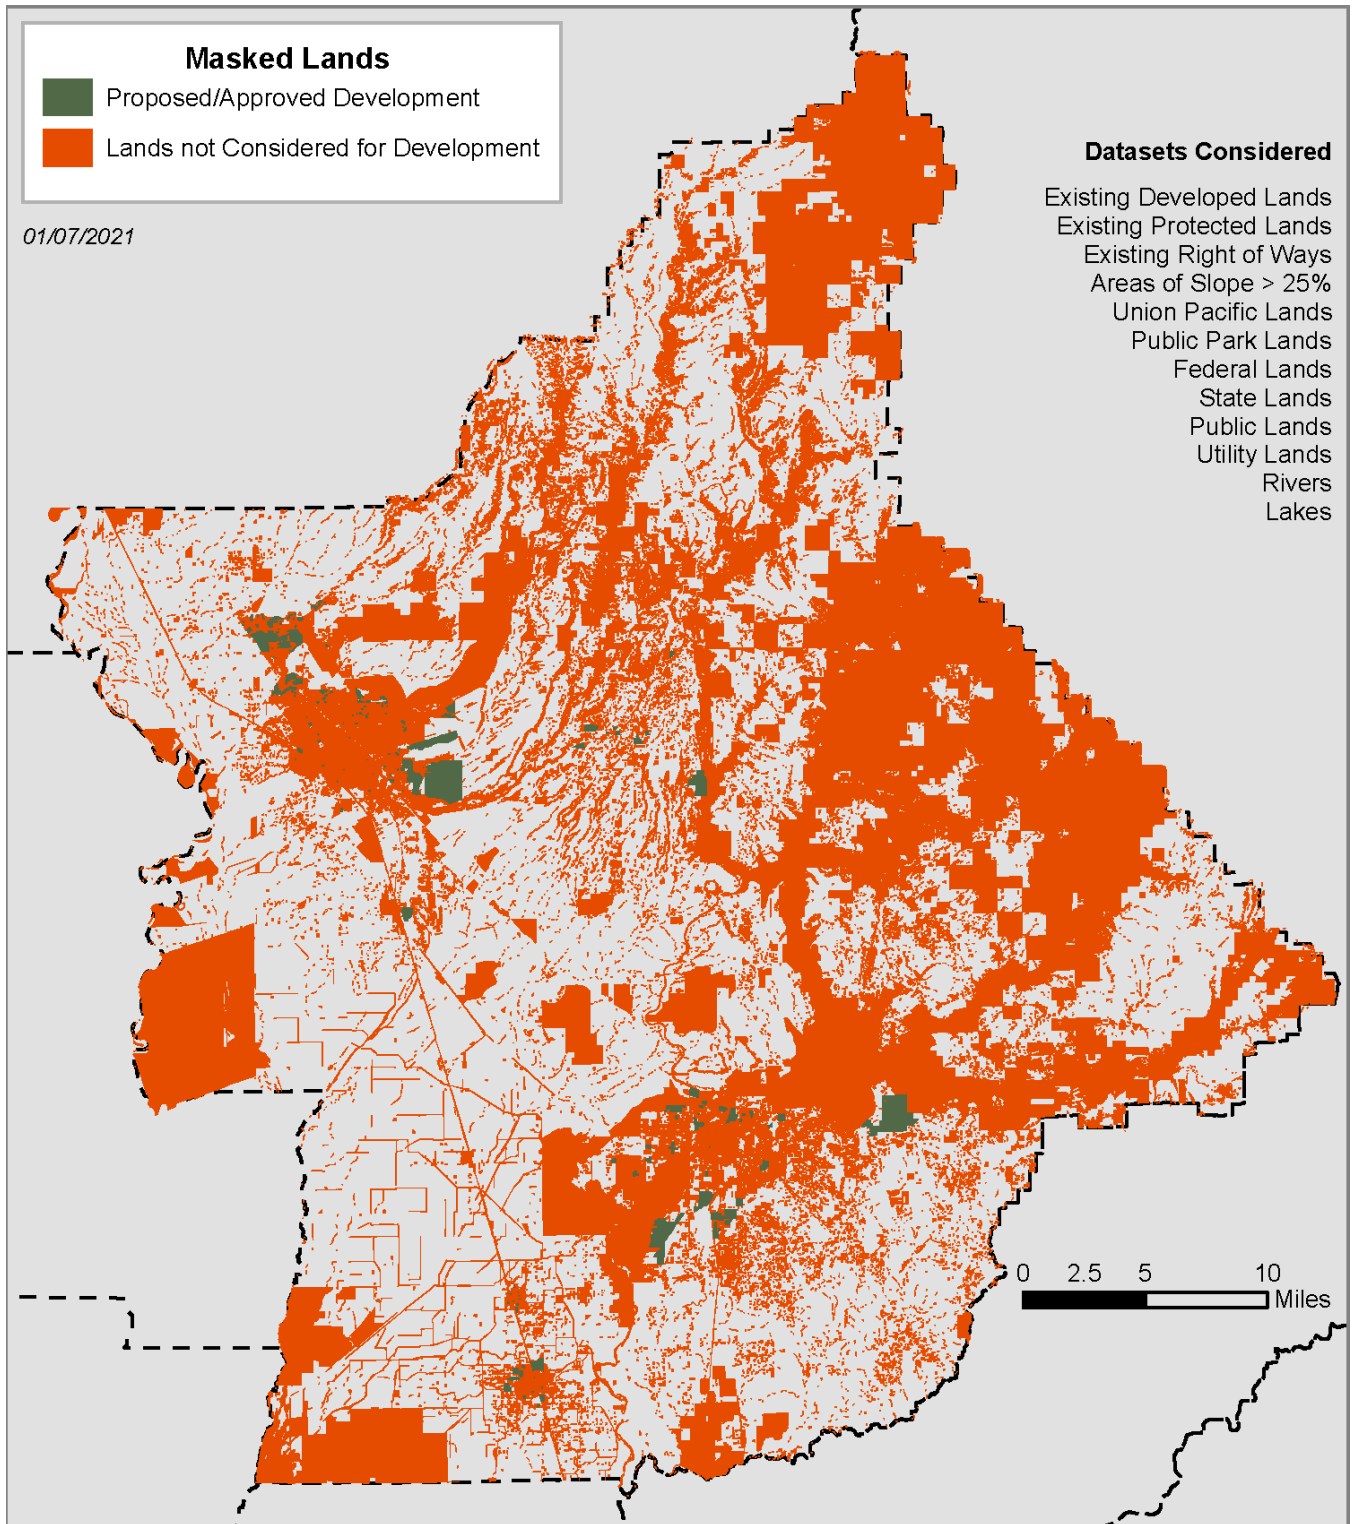 Masked Lands
Proposed/Approved Development
Lands not Considered for Development
01/07/2021
Datasets Considered
Existing Developed Lands
Existing Protected Lands
Existing Right of Ways
Areas of Slope > 25%
Union Pacific Lands
Public Park Lands
Federal Lands
State Lands
Public Lands
Utility Lands
Rivers
Lakes
0 2.5 5 10
Miles